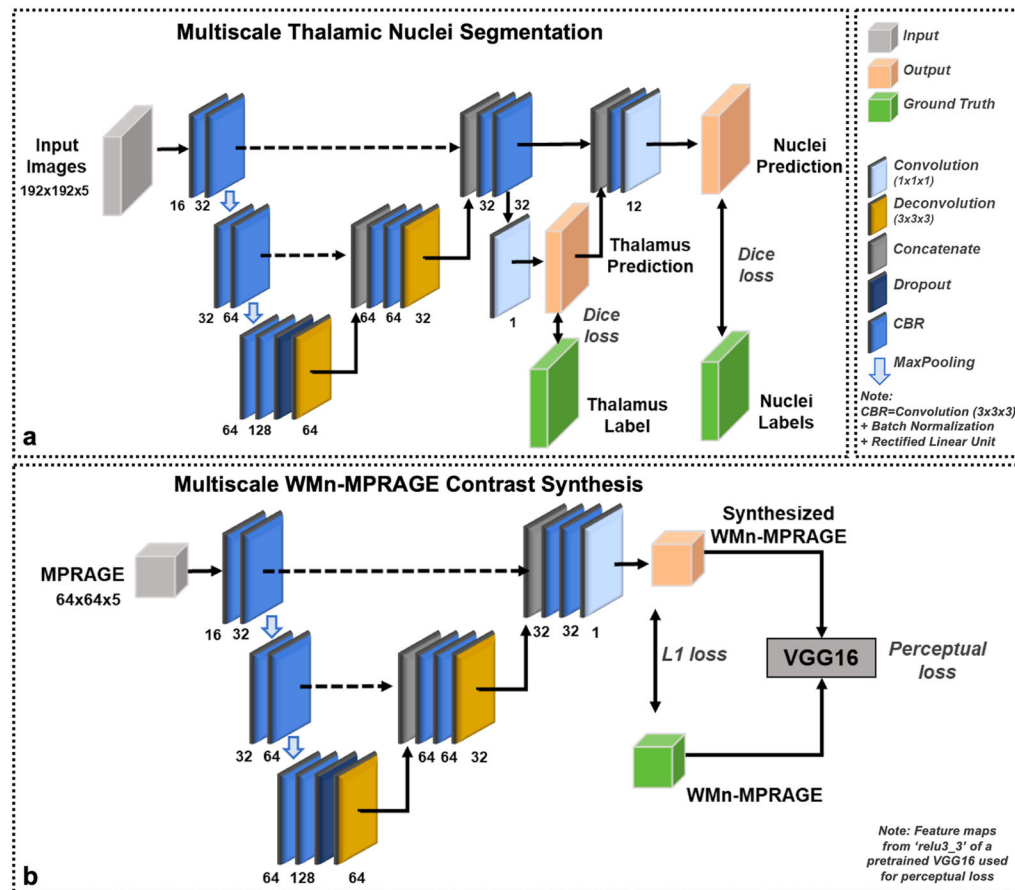 Multiscale Thalamic Nuclei Segmentation
Input
Images
192x192x5
16 32
32 64
64 128 64
64 64 32
32 32
1
12
Thalamus
Prediction
Dice
loss
Thalamus
Label
Nuclei
Prediction
Dice
loss
Nuclei
Labels
a
Input
Output
Ground Truth
Convolution
(1x1x1)
Deconvolution
(3x3x3)
Concatenate
Dropout
CBR
MaxPooling
Note:
CBR=Convolution (3x3x3)
+ Batch Normalization
+ Rectified Linear Unit
Multiscale WMn-MPRAGE Contrast Synthesis
MPRAGE
64x64x5
16 32
32 64
64 128 64
64 64 32
32 32 1
Synthesized
WMn-MPRAGE
L1 loss
VGG16
Perceptual
loss
WMn-MPRAGE
Note: Feature maps
from 'relu3_3' of a
pretrained VGG16 used
for perceptual loss
b